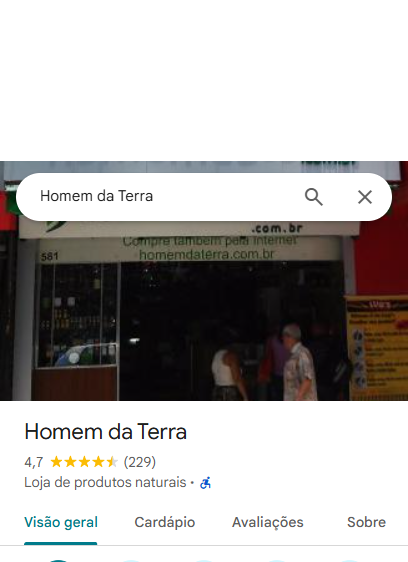 Homem da Terra
.com.br
Compre também pela Internet
581
homemdaterra.com.br
Homem da Terra
4,7 (229)
Loja de produtos naturais ·
Visão geral Cardápio Avaliações Sobre